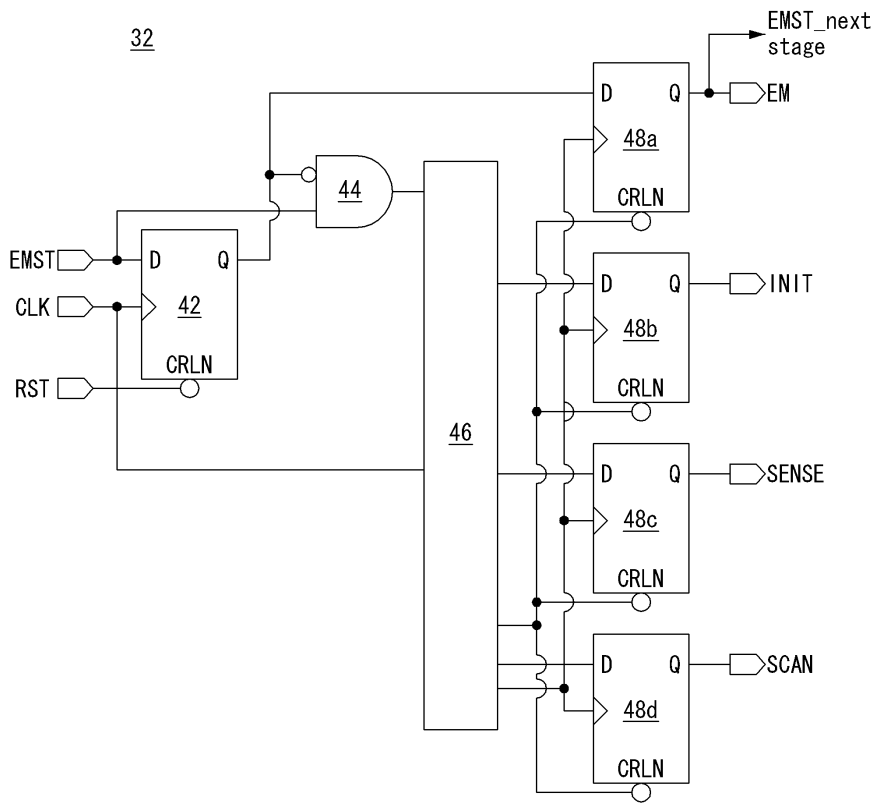 32
EMST_next
stage
D Q
EM
48a
CRLN
44
EMST
D Q
CLK
42
CRLN
RST
D Q
INIT
48b
CRLN
46
D Q
SENSE
48c
CRLN
D Q
SCAN
48d
CRLN